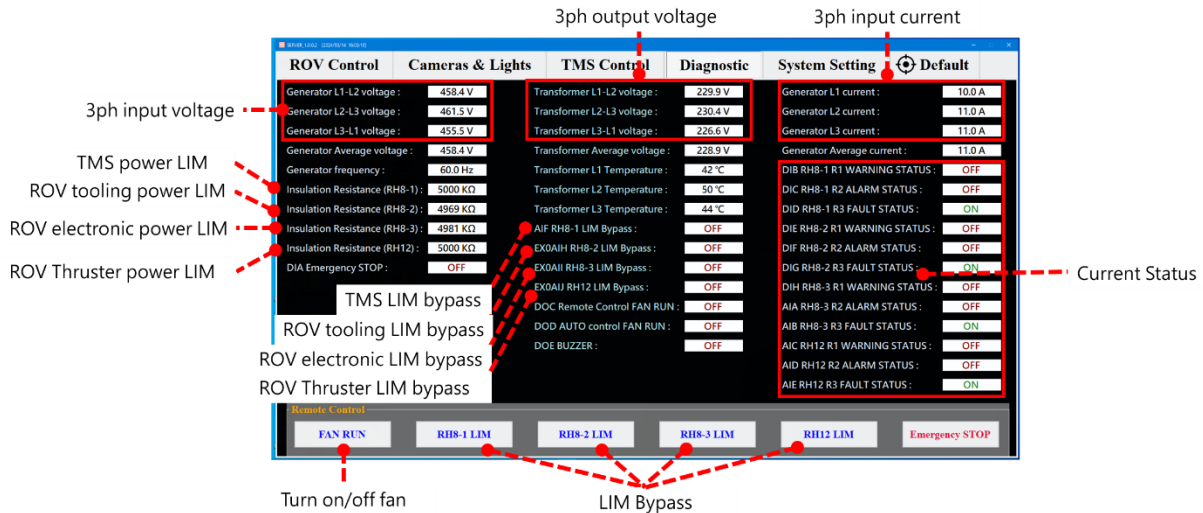 3ph output voltage
3ph input current
SERVER, 1.0.0.2
ROV Control
Cameras & Lights
TMS Control
Diagnostic
System Setting
Default
3ph input voltage
TMS power LIM
ROV tooling power LIM
ROV electronic power LIM
ROV Thruster power LIM
Generator L1-L2 voltage : 458.4 V
Generator L2-L3 voltage : 461.5 V
Generator L3-L1 voltage : 455.5 V
Generator Average voltage : 458.4 V
Generator frequency : 60.0 Hz
Insulation Resistance (RH8-1) : 5000 KΩ
Insulation Resistance (RH8-2) : 4969 KΩ
Insulation Resistance (RH8-3) : 4981 KΩ
Insulation Resistance (RH12) : 5000 KΩ
DIA Emergency STOP : OFF
Transformer L1-L2 voltage : 229.9 V
Transformer L2-L3 voltage : 230.4 V
Transformer L3-L1 voltage : 226.6 V
Transformer Average voltage : 228.9 V
Transformer L1 Temperature : 42 ℃
Transformer L2 Temperature : 50 ℃
Transformer L3 Temperature : 44 ℃
AIF RH8-1 LIM Bypass : OFF
EX0AIH RH8-2 LIM Bypass : OFF
EX0AII RH8-3 LIM Bypass : OFF
EX0AIJ RH12 LIM Bypass : OFF
DOC Remote Control FAN RUN : OFF
DOD AUTO control FAN RUN : OFF
DOE BUZZER : OFF
TMS LIM bypass
ROV tooling LIM bypass
ROV electronic LIM bypass
ROV Thruster LIM bypass
Generator L1 current : 10.0 A
Generator L2 current : 11.0 A
Generator L3 current : 11.0 A
Generator Average current : 11.0 A
DIB RH8-1 R1 WARNING STATUS : OFF
DIC RH8-1 R2 ALARM STATUS : OFF
DID RH8-1 R3 FAULT STATUS : ON
DIE RH8-2 R1 WARNING STATUS : OFF
DIF RH8-2 R2 ALARM STATUS : OFF
DIG RH8-2 R3 FAULT STATUS : ON
DIH RH8-3 R1 WARNING STATUS : OFF
AIA RH8-3 R2 ALARM STATUS : OFF
AIB RH8-3 R3 FAULT STATUS : ON
AIC RH12 R1 WARNING STATUS : OFF
AID RH12 R2 ALARM STATUS : OFF
AIE RH12 R3 FAULT STATUS : ON
Current Status
Remote Control
FAN RUN
RH8-1 LIM
RH8-2 LIM
RH8-3 LIM
RH12 LIM
Emergency STOP
Turn on/off fan
LIM Bypass